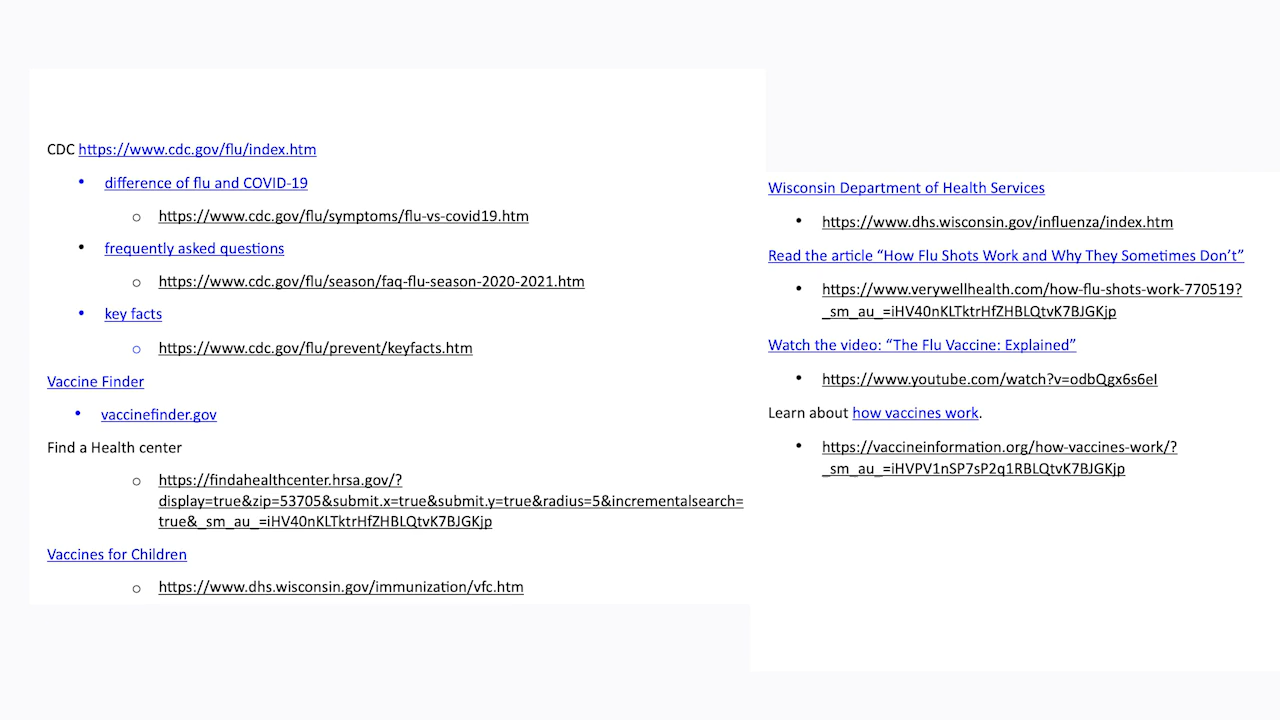 CDC https://www.cdc.gov/flu/index.htm
• difference of flu and COVID-19
o https://www.cdc.gov/flu/symptoms/flu-vs-covid19.htm
• frequently asked questions
o https://www.cdc.gov/flu/season/faq-flu-season-2020-2021.htm
• key facts
o https://www.cdc.gov/flu/prevent/keyfacts.htm
Vaccine Finder
• vaccinefinder.gov
Find a Health center
o https://findahealthcenter.hrsa.gov/?
display=true&zip=53705&submit.x=true&submit.y=true&radius=5&incrementalsearch=
true&_sm_au_=iHV40nKLTktrHfZHBLQtvK7BJGKjp
Vaccines for Children
o https://www.dhs.wisconsin.gov/immunization/vfc.htm
Wisconsin Department of Health Services
• https://www.dhs.wisconsin.gov/influenza/index.htm
Read the article “How Flu Shots Work and Why They Sometimes Don’t”
• https://www.verywellhealth.com/how-flu-shots-work-770519?
_sm_au_=iHV40nKLTktrHfZHBLQtvK7BJGKjp
Watch the video: “The Flu Vaccine: Explained”
• https://www.youtube.com/watch?v=odbQgx6s6eI
Learn about how vaccines work.
• https://vaccineinformation.org/how-vaccines-work/?
_sm_au_=iHVPV1nSP7sP2q1RBLQtvK7BJGKjp